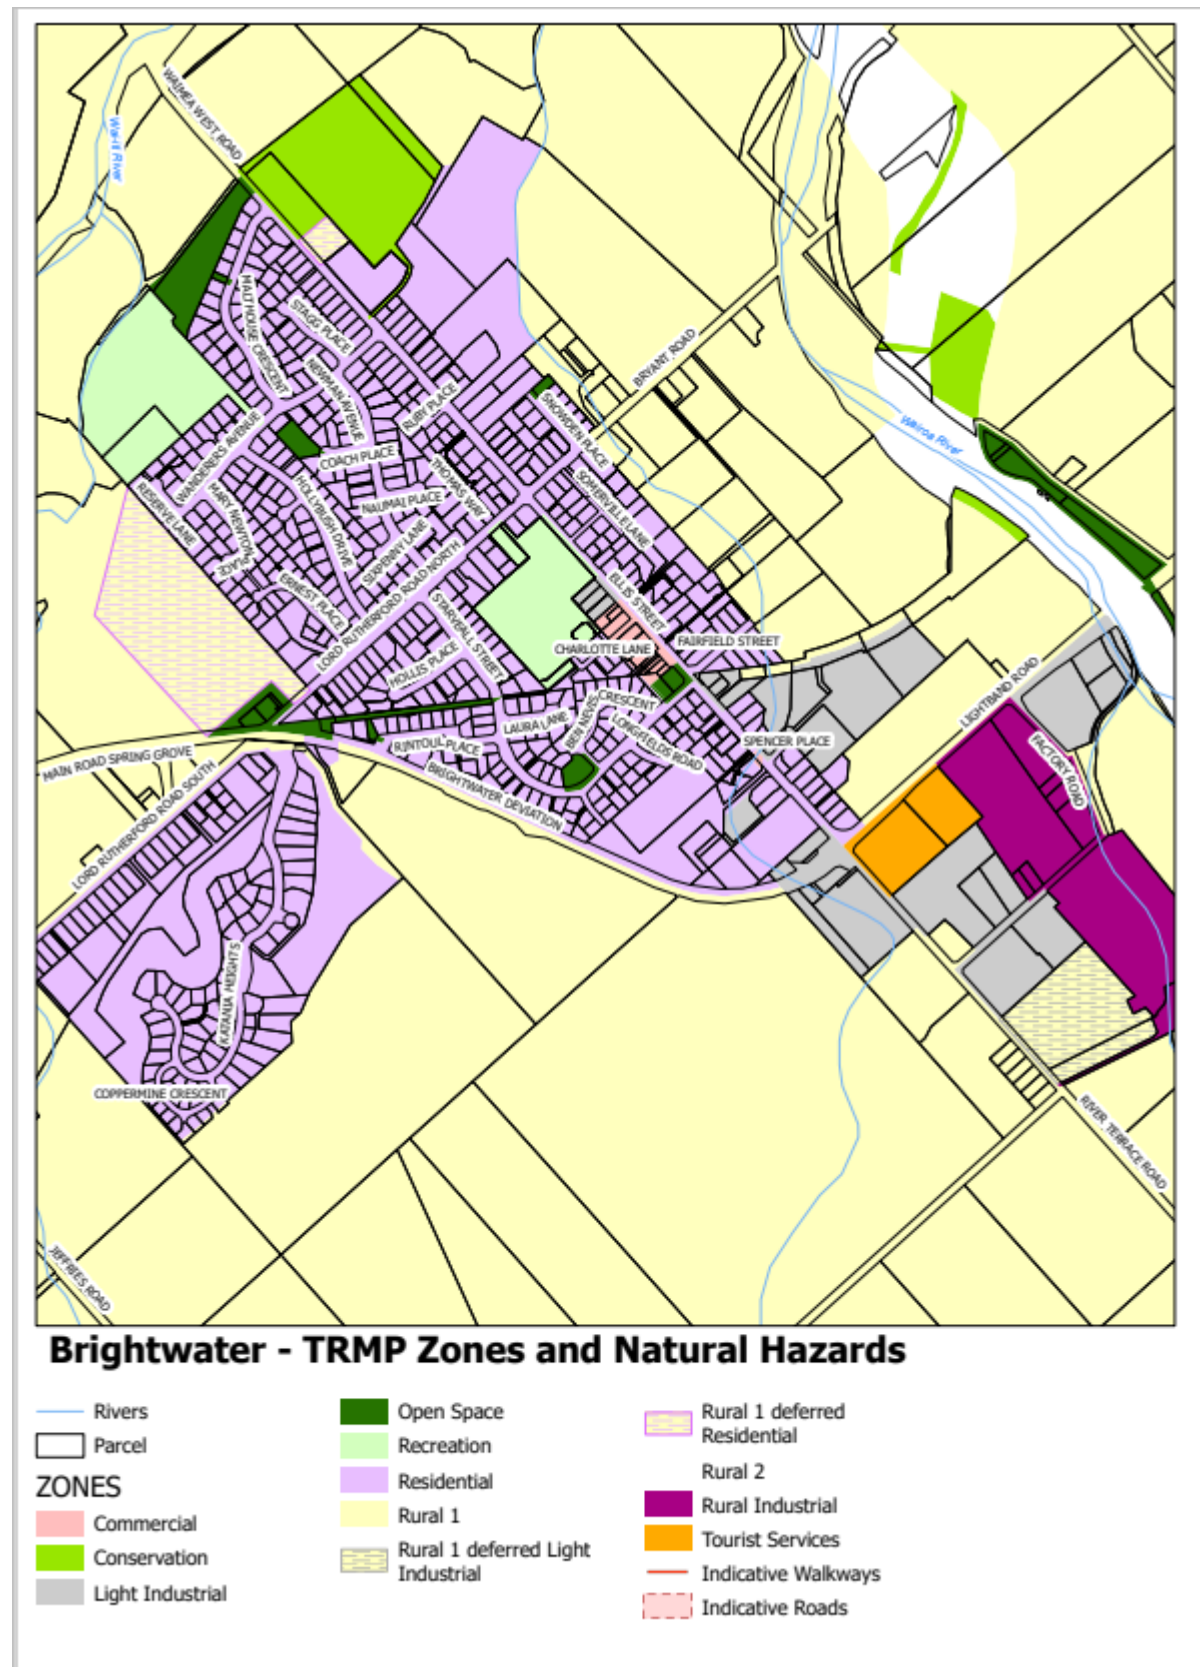 WAIMEA WEST ROAD
Wai-iti River
MALTHOUSE CRESCENT
STAGG PLACE
NEWMAN AVENUE
RUBY PLACE
BRYANT ROAD
SNOWDEN PLACE
Wairoa River
WANDERERS AVENUE
COACH PLACE
THOMAS WAY
SOMERVILLE LANE
RESERVE LANE
MARY NEWTON PLACE
HOLLYBUSH DRIVE
NAUMAI PLACE
SIXPENNY LANE
ERNEST PLACE
LORD RUTHERFORD ROAD NORTH
STARVEALL STREET
ELLIS STREET
FAIRFIELD STREET
CHARLOTTE LANE
HOLLIS PLACE
LIGHTBAND ROAD
LAURA LANE
BEN NEVIS CRESCENT
LONGFIELDS ROAD
SPENCER PLACE
FACTORY ROAD
RINTOUL PLACE
MAIN ROAD SPRING GROVE
BRIGHTWATER DEVIATION
LORD RUTHERFORD ROAD SOUTH
KATANIA HEIGHTS
COPPERMINE CRESCENT
RIVER TERRACE ROAD
JEFFRIES ROAD
Brightwater - TRMP Zones and Natural Hazards
Rivers
Parcel
ZONES
Commercial
Conservation
Light Industrial
Open Space
Recreation
Residential
Rural 1
Rural 1 deferred Light
Industrial
Rural 1 deferred
Residential
Rural 2
Rural Industrial
Tourist Services
Indicative Walkways
Indicative Roads